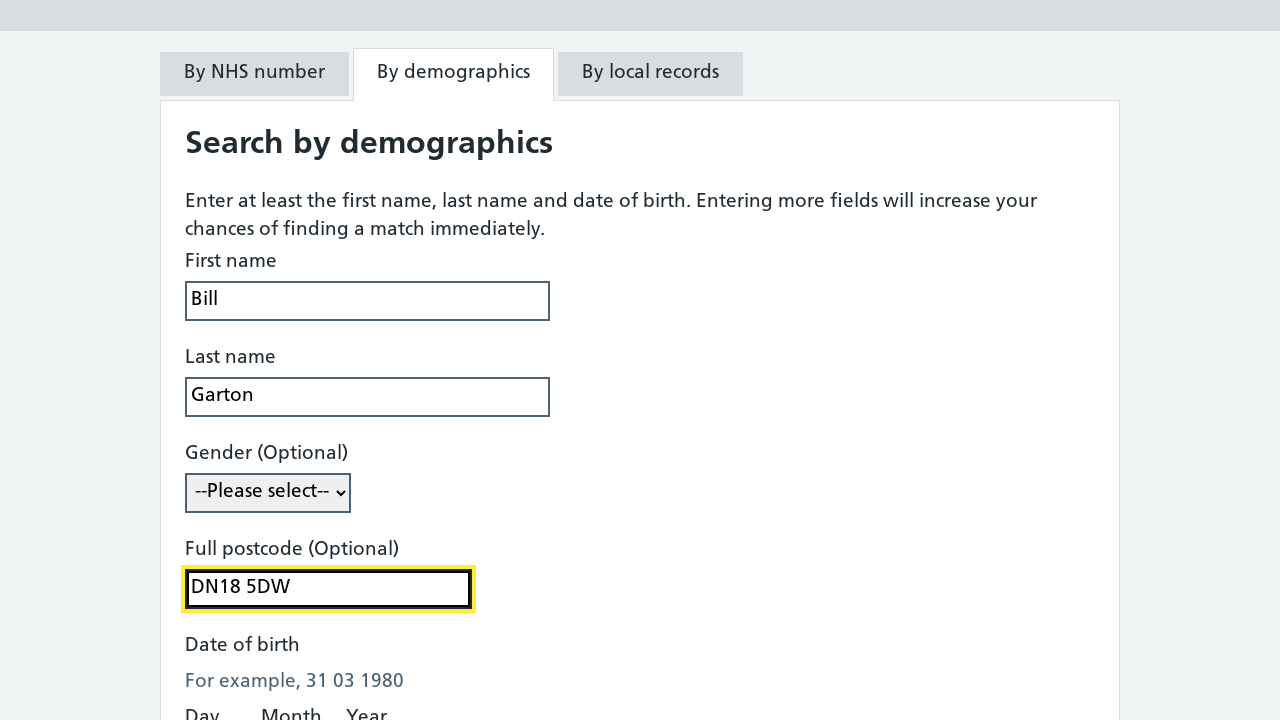 By NHS number
By demographics
By local records
Search by demographics
Enter at least the first name, last name and date of birth. Entering more fields will increase your
chances of finding a match immediately.
First name
Bill
Last name
Garton
Gender (Optional)
--Please select--
Full postcode (Optional)
DN18 5DW
Date of birth
For example, 31 03 1980
Day Month Year